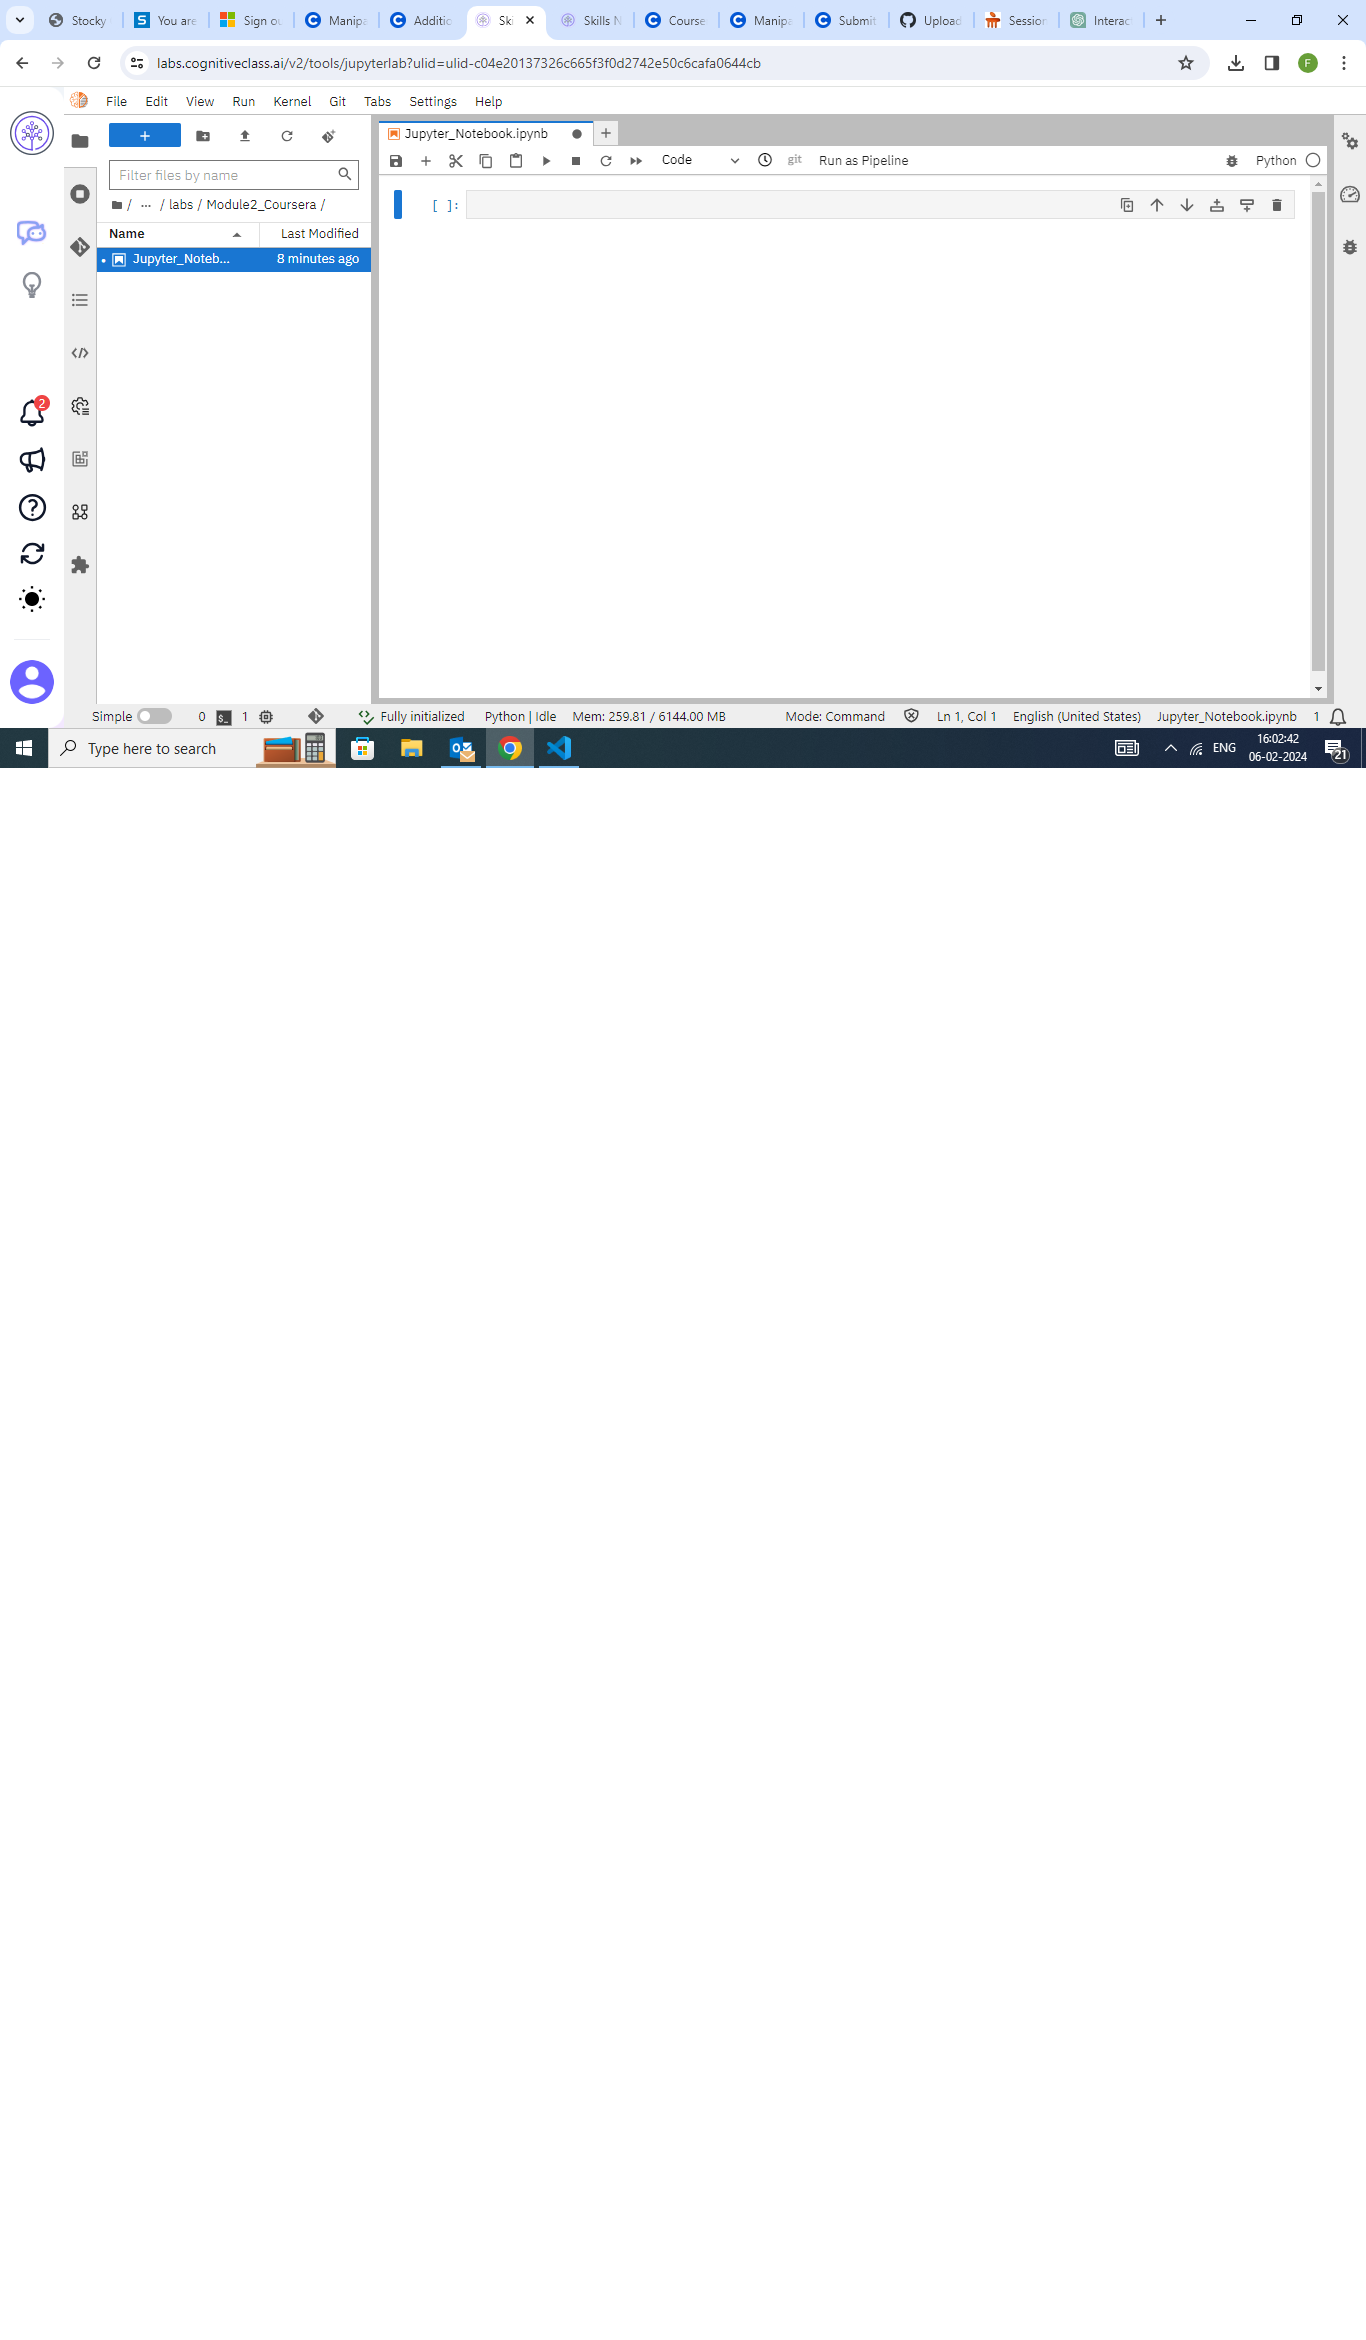 Stocky
S You are
Sign ou
C Manipa
C Additio
Ski
Skills N
C Course
C Manipa
C Submit
Upload
Session
Interac
labs.cognitiveclass.ai/v2/tools/jupyterlab?ulid=ulid-c04e20137326c665f3f0d2742e50c6cafa0644cb
F
File Edit View Run Kernel Git Tabs Settings Help
Jupyter_Notebook.ipynb
Code
git Run as Pipeline
Python
Filter files by name
/ ... / labs / Module2_Coursera /
Name Last Modified
Jupyter_Noteb... 8 minutes ago
[ ]:
2
Simple 0 $_ 1 Fully initialized Python | Idle Mem: 259.81 / 6144.00 MB Mode: Command Ln 1, Col 1 English (United States) Jupyter_Notebook.ipynb 1
Type here to search
ENG
16:02:42
06-02-2024
21